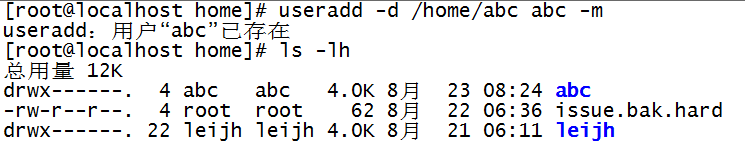 [root@localhost home]# useradd -d /home/abc abc -m
useradd：用户“abc”已存在
[root@localhost home]# ls -lh
总用量 12K
drwx------.  4 abc   abc   4.0K 8月  23 08:24 abc
-rw-r--r--.  4 root  root    62 8月  22 06:36 issue.bak.hard
drwx------. 22 leijh leijh 4.0K 8月  21 06:11 leijh